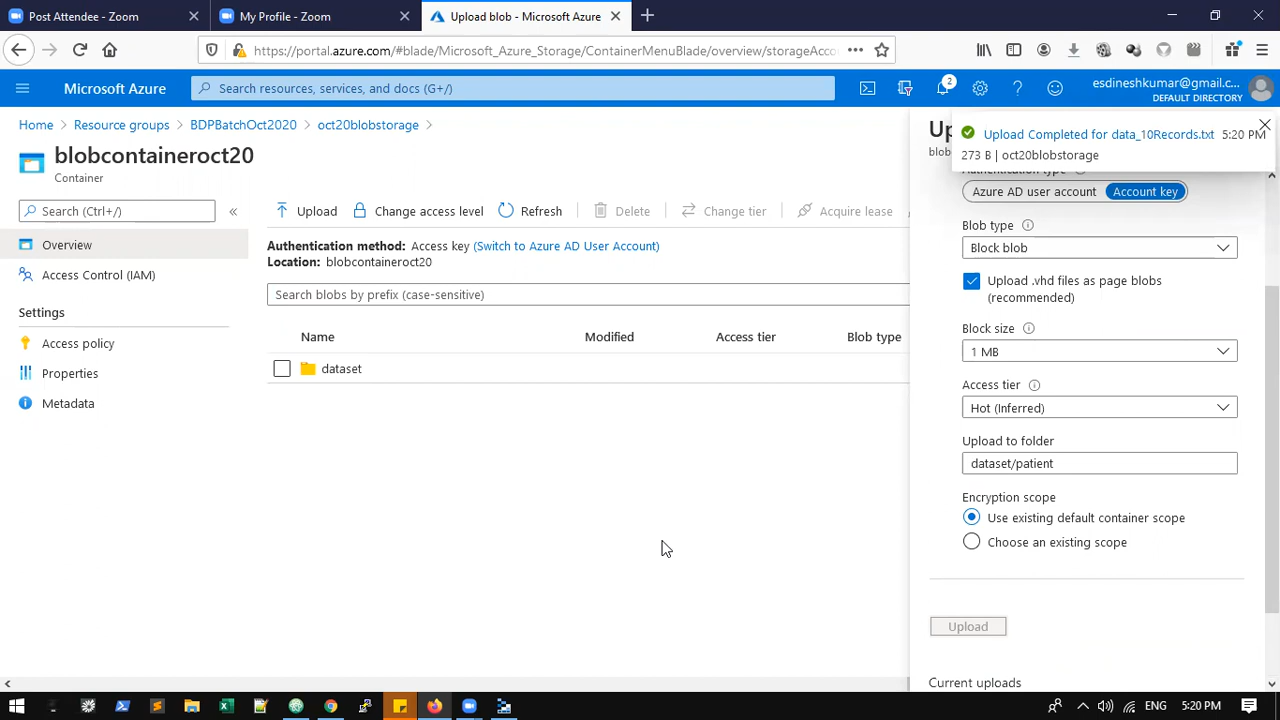 Post Attendee - Zoom
My Profile - Zoom
Upload blob - Microsoft Azure
https://portal.azure.com/#blade/Microsoft_Azure_Storage/ContainerMenuBlade/overview/storageAcco
Microsoft Azure
Search resources, services, and docs (G+/)
2
esdineshkumar@gmail.c...
DEFAULT DIRECTORY
Home
Resource groups
BDPBatchOct2020
oct20blobstorage
blobcontaineroct20
Container
Search (Ctrl+/)
Overview
Access Control (IAM)
Settings
Access policy
Properties
Metadata
Upload
Change access level
Refresh
Delete
Change tier
Acquire lease
Authentication method: Access key (Switch to Azure AD User Account)
Location: blobcontaineroct20
Search blobs by prefix (case-sensitive)
Name Modified Access tier Blob type
dataset
Upload Completed for data_10Records.txt 5:20 PM
273 B | oct20blobstorage
Authentication type
Azure AD user account
Account key
Blob type
Block blob
Upload .vhd files as page blobs
(recommended)
Block size
1 MB
Access tier
Hot (Inferred)
Upload to folder
dataset/patient
Encryption scope
Use existing default container scope
Choose an existing scope
Upload
Current uploads
ENG
5:20 PM